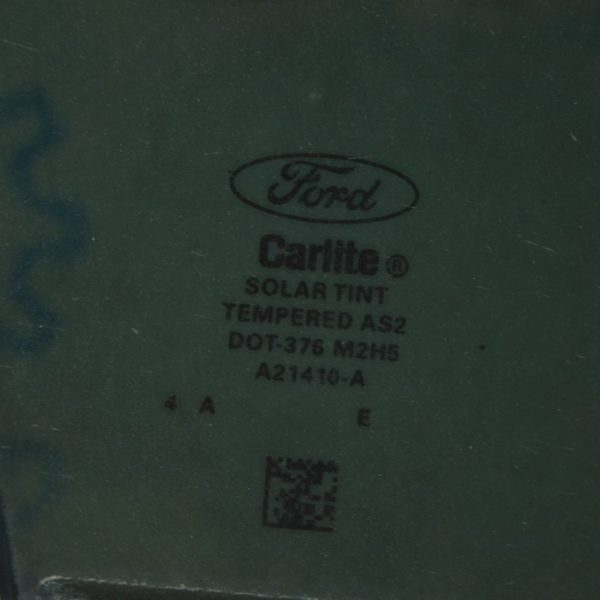 Ford
Carlite®
SOLAR TINT
TEMPERED AS2
DOT-376 M2H5
A21410-A
4 A E